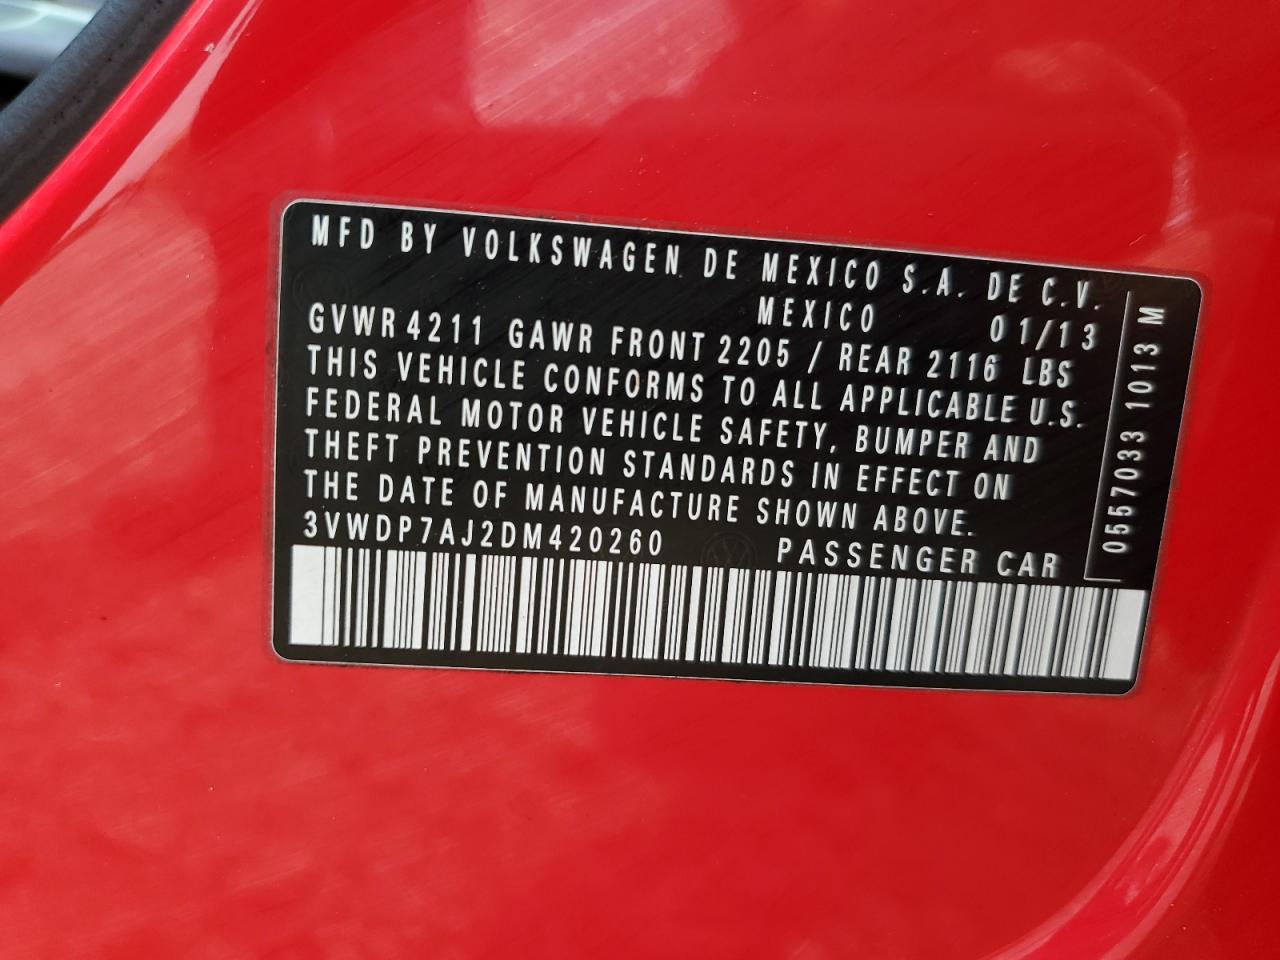 MFD BY VOLKSWAGEN DE MEXICO S.A. DE C.V.
MEXICO 01/13
GVWR 4211 GAWR FRONT 2205 / REAR 2116 LBS
THIS VEHICLE CONFORMS TO ALL APPLICABLE U.S.
FEDERAL MOTOR VEHICLE SAFETY, BUMPER AND
THEFT PREVENTION STANDARDS IN EFFECT ON
THE DATE OF MANUFACTURE SHOWN ABOVE.
3VWDP7AJ2DM420260 PASSENGER CAR
0557033 1013 M